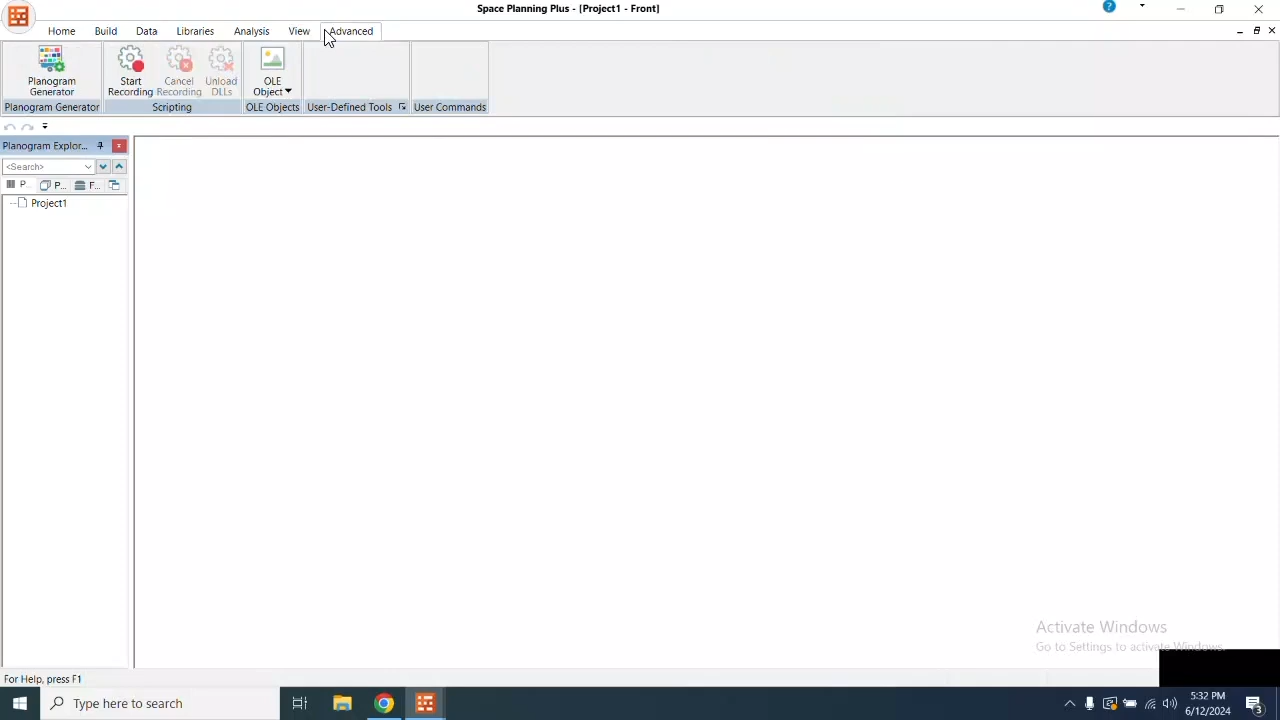 Space Planning Plus - [Project1 - Front]
Home Build Data Libraries Analysis View Advanced
Planogram Generator
Start Recording
Cancel Recording
Unload DLLs
OLE Object
Planogram Generator Scripting OLE Objects User-Defined Tools User Commands
Planogram Explor...
<Search>
P... P... F...
Project1
Activate Windows
Go to Settings to activate Windows.
For Help, press F1
Type here to search
5:32 PM
6/12/2024
3